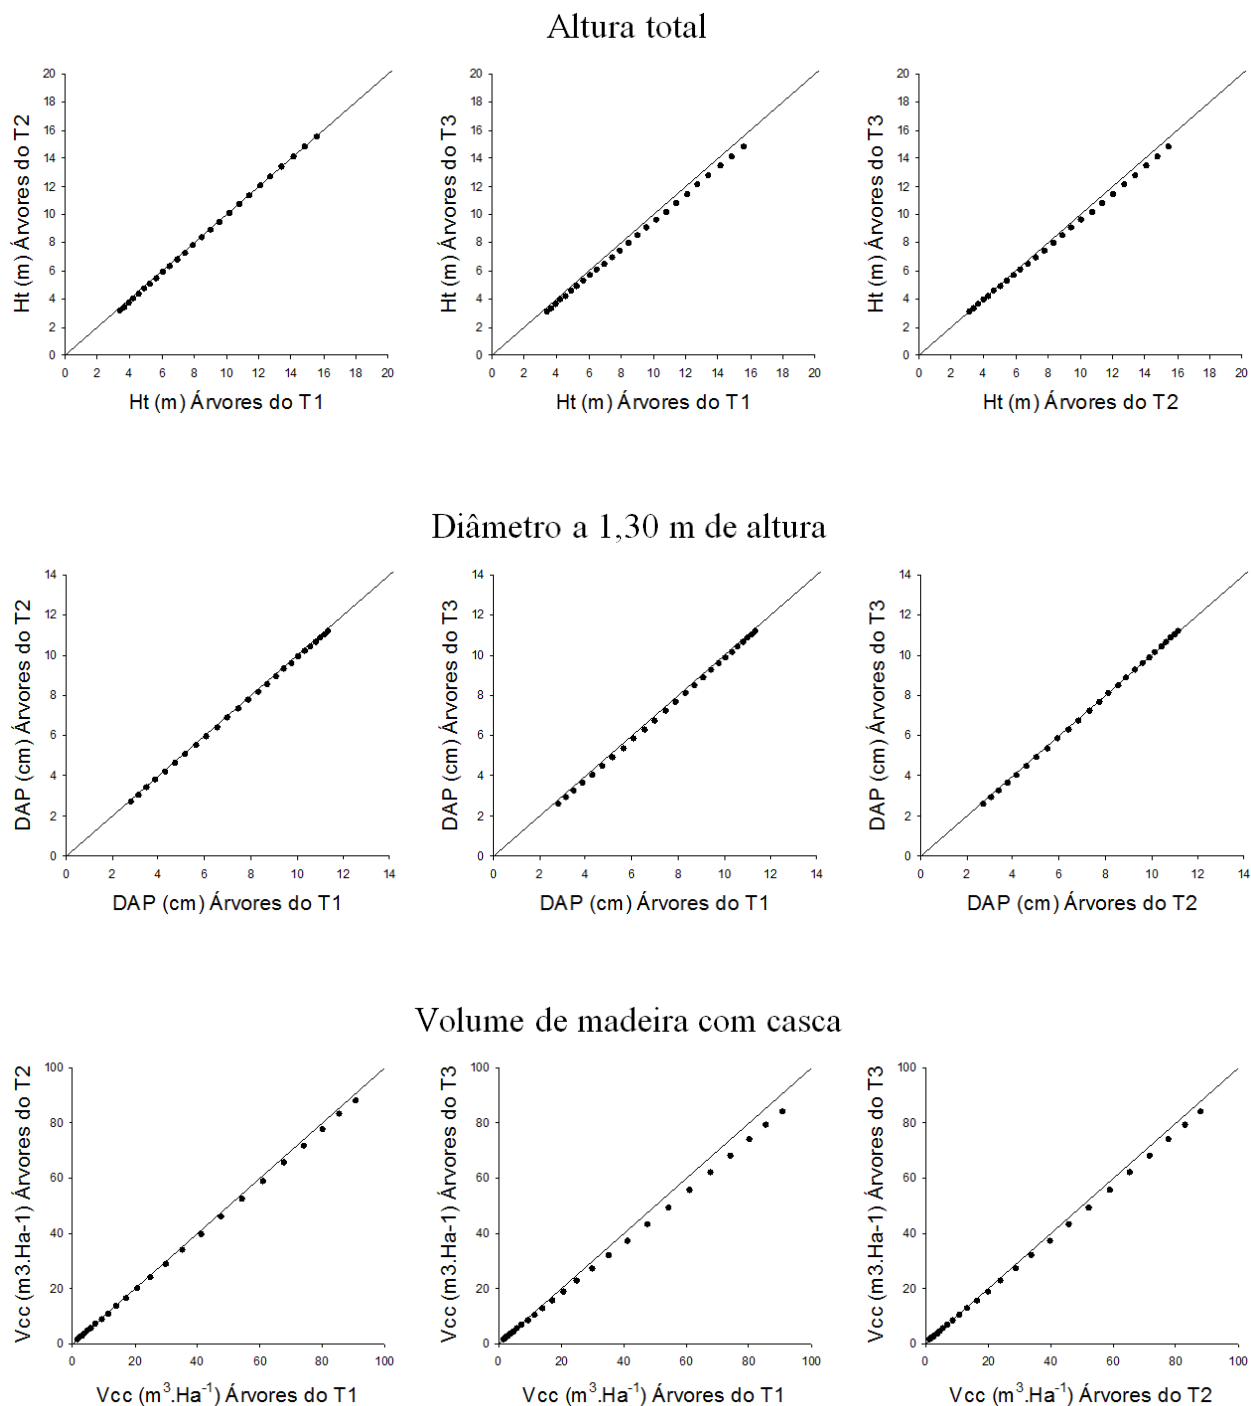 Altura total
Ht (m) Árvores do T2
20
18
16
14
12
10
8
6
4
2
0
0 2 4 6 8 10 12 14 16 18 20
Ht (m) Árvores do T1
Ht (m) Árvores do T3
20
18
16
14
12
10
8
6
4
2
0
0 2 4 6 8 10 12 14 16 18 20
Ht (m) Árvores do T1
Ht (m) Árvores do T3
20
18
16
14
12
10
8
6
4
2
0
0 2 4 6 8 10 12 14 16 18 20
Ht (m) Árvores do T2
Diâmetro a 1,30 m de altura
DAP (cm) Árvores do T2
14
12
10
8
6
4
2
0
0 2 4 6 8 10 12 14
DAP (cm) Árvores do T1
DAP (cm) Árvores do T3
14
12
10
8
6
4
2
0
0 2 4 6 8 10 12 14
DAP (cm) Árvores do T1
DAP (cm) Árvores do T3
14
12
10
8
6
4
2
0
0 2 4 6 8 10 12 14
DAP (cm) Árvores do T2
Volume de madeira com casca
Vcc (m3.Ha-1) Árvores do T2
100
80
60
40
20
0
0 20 40 60 80 100
Vcc (m³.Ha⁻¹) Árvores do T1
Vcc (m3.Ha-1) Árvores do T3
100
80
60
40
20
0
0 20 40 60 80 100
Vcc (m³.Ha⁻¹) Árvores do T1
Vcc (m3.Ha-1) Árvores do T3
100
80
60
40
20
0
0 20 40 60 80 100
Vcc (m³.Ha⁻¹) Árvores do T2